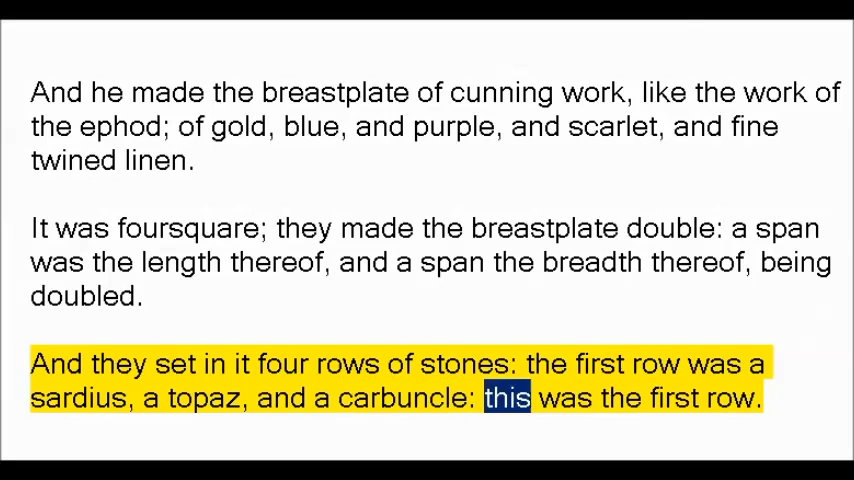 And he made the breastplate of cunning work, like the work of
the ephod; of gold, blue, and purple, and scarlet, and fine
twined linen.
It was foursquare; they made the breastplate double: a span
was the length thereof, and a span the breadth thereof, being
doubled.
And they set in it four rows of stones: the first row was a
sardius, a topaz, and a carbuncle: this was the first row.